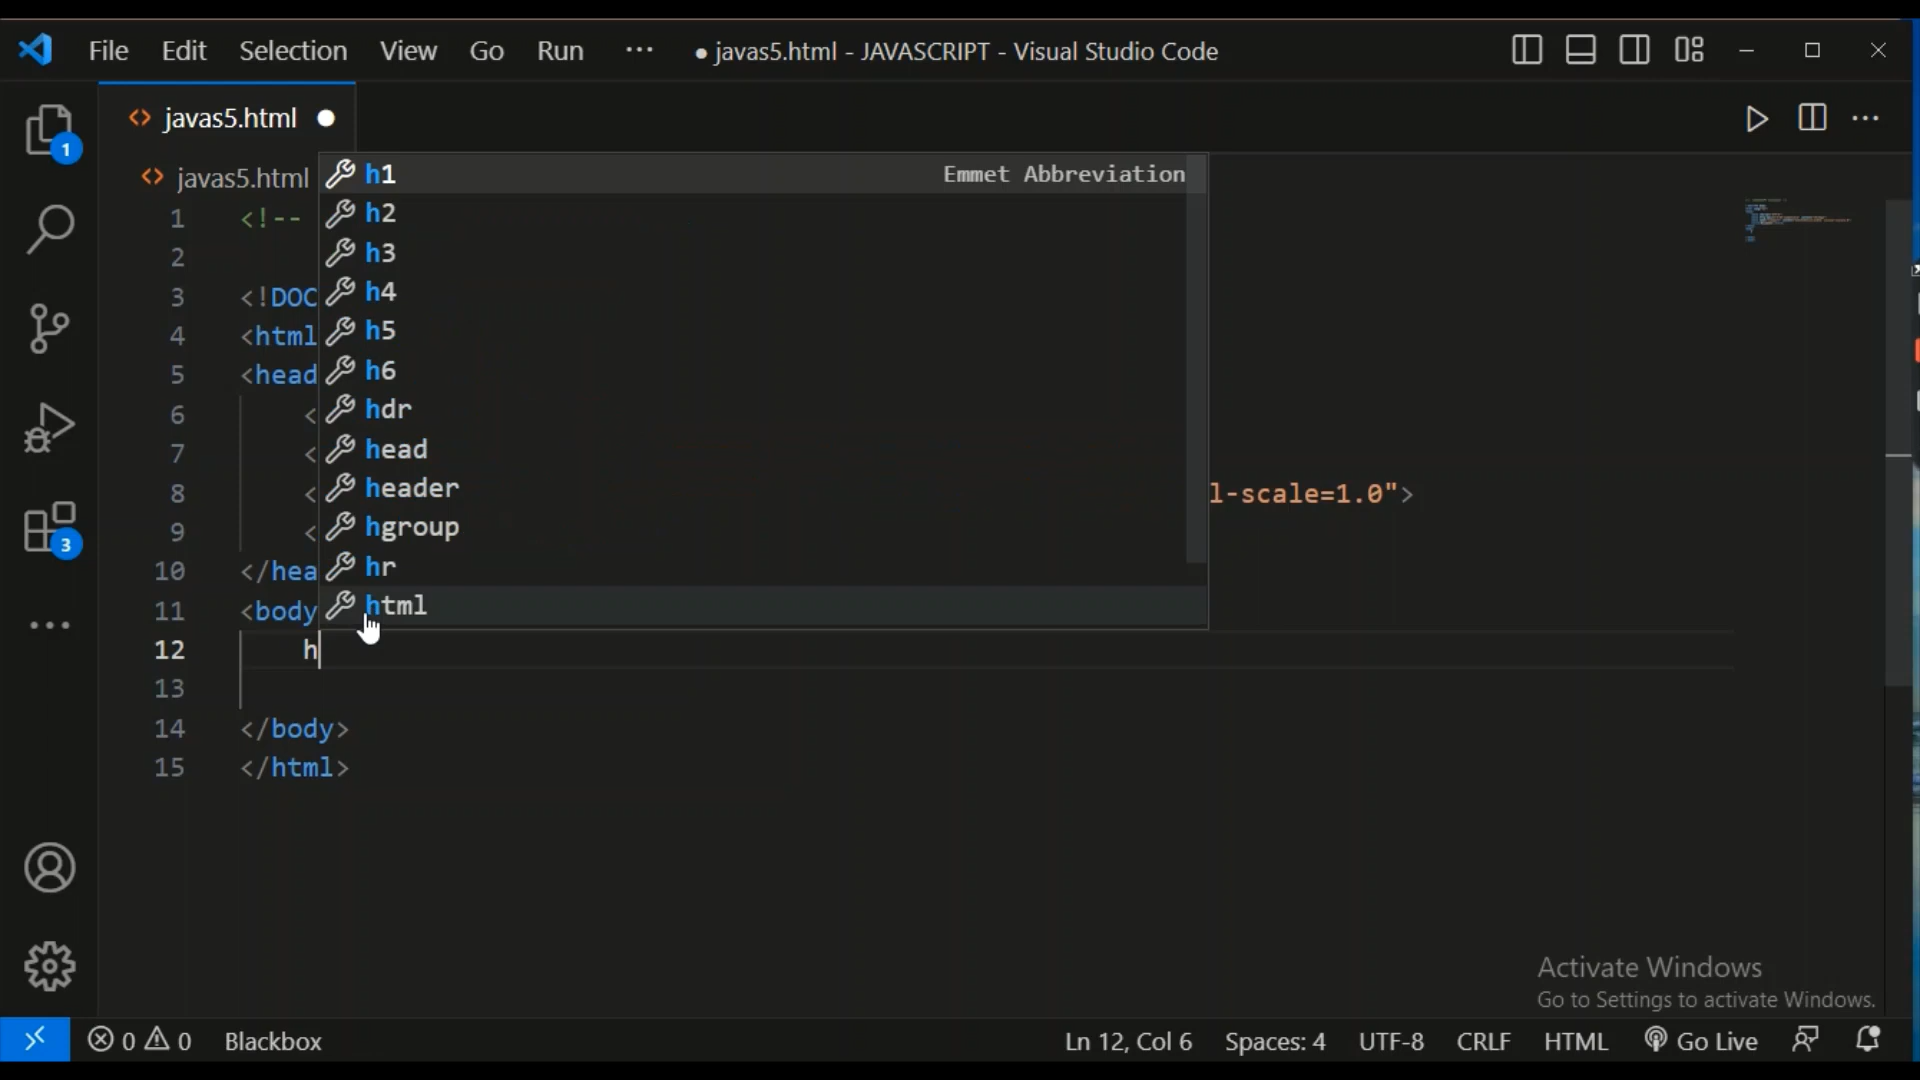 File Edit Selection View Go Run ··· ● javas5.html - JAVASCRIPT - Visual Studio Code
<> javas5.html ●
<> javas5.html
h1 Emmet Abbreviation
h2
h3
h4
h5
h6
hdr
head
header
hgroup
hr
html
1 <!--
2
3 <!DOC
4 <html
5 <head
6 <
7 <
8 < l-scale=1.0">
9 <
10 </hea
11 <body
12 h
13
14 </body>
15 </html>
1
3
Activate Windows
Go to Settings to activate Windows.
0 0 Blackbox Ln 12, Col 6 Spaces: 4 UTF-8 CRLF HTML Go Live